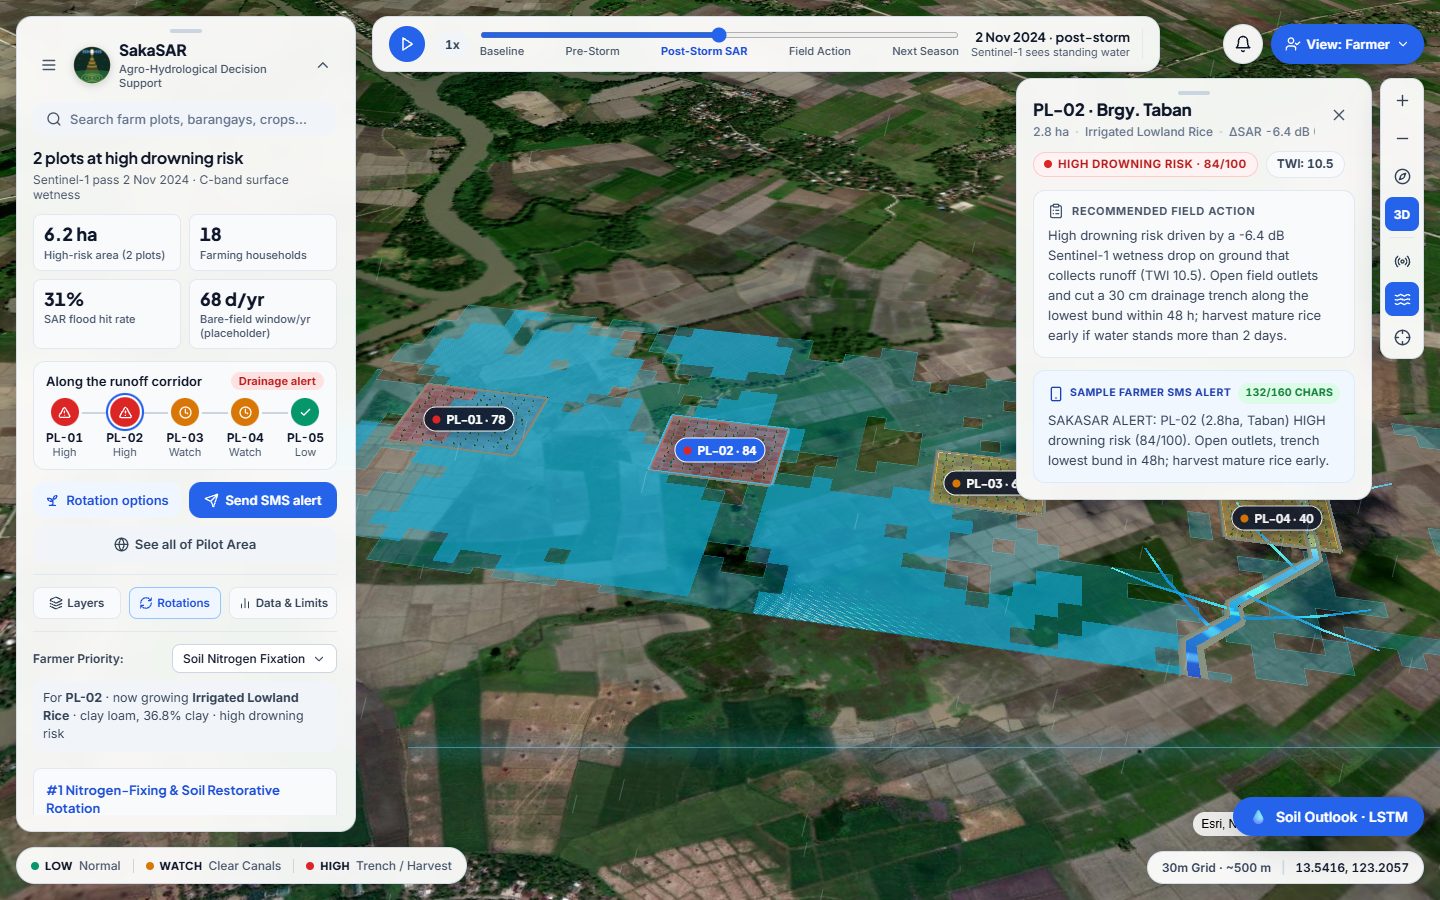 SakaSAR
Agro-Hydrological Decision
Support
Search farm plots, barangays, crops...
2 plots at high drowning risk
Sentinel-1 pass 2 Nov 2024 · C-band surface
wetness
6.2 ha
High-risk area (2 plots)
18
Farming households
31%
SAR flood hit rate
68 d/yr
Bare-field window/yr
(placeholder)
Along the runoff corridor
Drainage alert
PL-01
High
PL-02
High
PL-03
Watch
PL-04
Watch
PL-05
Low
Rotation options
Send SMS alert
See all of Pilot Area
Layers
Rotations
Data & Limits
Farmer Priority:
Soil Nitrogen Fixation
For PL-02 · now growing Irrigated Lowland
Rice · clay loam, 36.8% clay · high drowning
risk
#1 Nitrogen-Fixing & Soil Restorative
Rotation
LOW Normal
WATCH Clear Canals
HIGH Trench / Harvest
1x
Baseline
Pre-Storm
Post-Storm SAR
Field Action
Next Season
2 Nov 2024 · post-storm
Sentinel-1 sees standing water
View: Farmer
PL-01 · 78
PL-02 · 84
PL-03 · 6
PL-04 · 40
PL-02 · Brgy. Taban
2.8 ha · Irrigated Lowland Rice · ΔSAR -6.4 dB
HIGH DROWNING RISK · 84/100
TWI: 10.5
RECOMMENDED FIELD ACTION
High drowning risk driven by a -6.4 dB
Sentinel-1 wetness drop on ground that
collects runoff (TWI 10.5). Open field outlets
and cut a 30 cm drainage trench along the
lowest bund within 48 h; harvest mature rice
early if water stands more than 2 days.
SAMPLE FARMER SMS ALERT
132/160 CHARS
SAKASAR ALERT: PL-02 (2.8ha, Taban) HIGH
drowning risk (84/100). Open outlets, trench
lowest bund in 48h; harvest mature rice early.
3D
Esri,
Soil Outlook · LSTM
30m Grid · ~500 m
13.5416, 123.2057